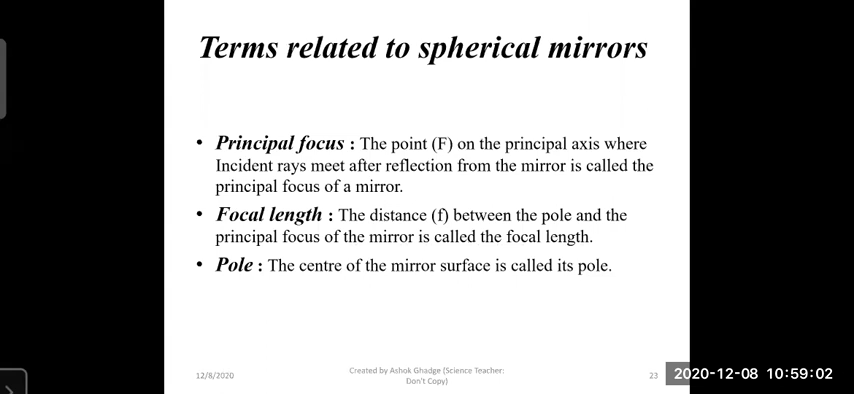 Terms related to spherical mirrors
• Principal focus : The point (F) on the principal axis where
Incident rays meet after reflection from the mirror is called the
principal focus of a mirror.
• Focal length : The distance (f) between the pole and the
principal focus of the mirror is called the focal length.
• Pole : The centre of the mirror surface is called its pole.
12/8/2020
Created by Ashok Ghadge (Science Teacher:
Don't Copy)
23
2020-12-08 10:59:02